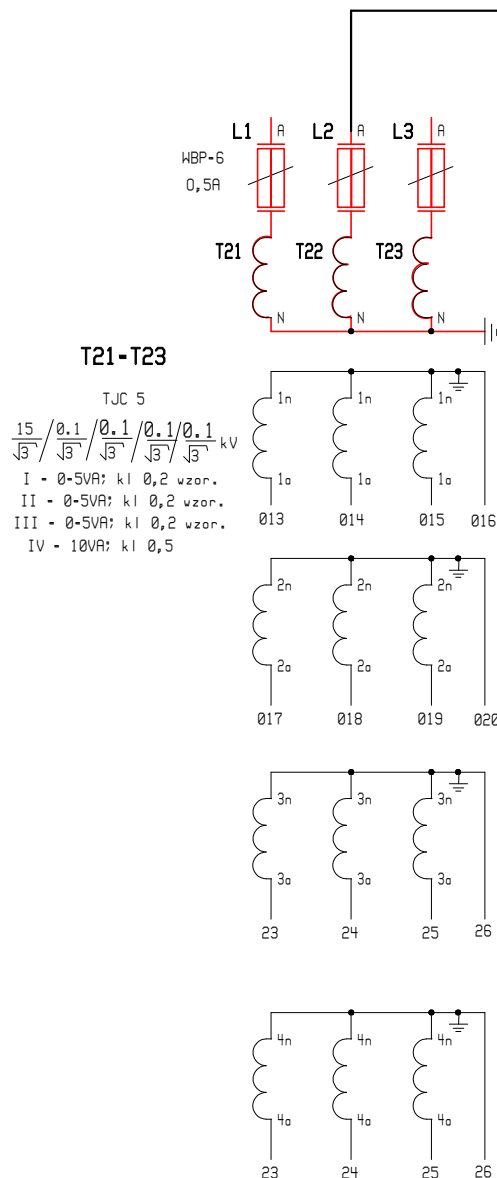 L1 A L2 A L3 A
WBP-6
0,5A
T21 T22 T23
N N N
T21-T23
TJC 5
15/√3 / 0.1/√3 / 0.1/√3 / 0.1/√3 / 0.1/√3 kV
I - 0-5VA; kl 0,2 wzor.
II - 0-5VA; kl 0,2 wzor.
III - 0-5VA; kl 0,2 wzor.
IV - 10VA; kl 0,5
1n 1n 1n
1a 1a 1a
013 014 015 016
2n 2n 2n
2a 2a 2a
017 018 019 020
3n 3n 3n
3a 3a 3a
23 24 25 26
4n 4n 4n
4a 4a 4a
23 24 25 26